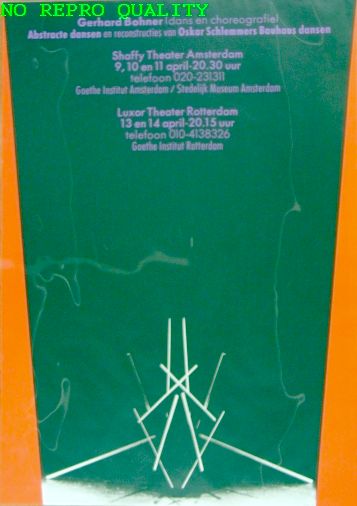 NO REPRO QUALITY
Gerhard Bohner (dans en choreografie)
Abstracte dansen en reconstructies van Oskar Schlemmers Bauhaus dansen
Shaffy Theater Amsterdam
9, 10 en 11 april-20.30 uur
telefoon 020-231311
Goethe Institut Amsterdam / Stedelijk Museum Amsterdam
Luxor Theater Rotterdam
13 en 14 april-20.15 uur
telefoon 010-4138326
Goethe Institut Rotterdam